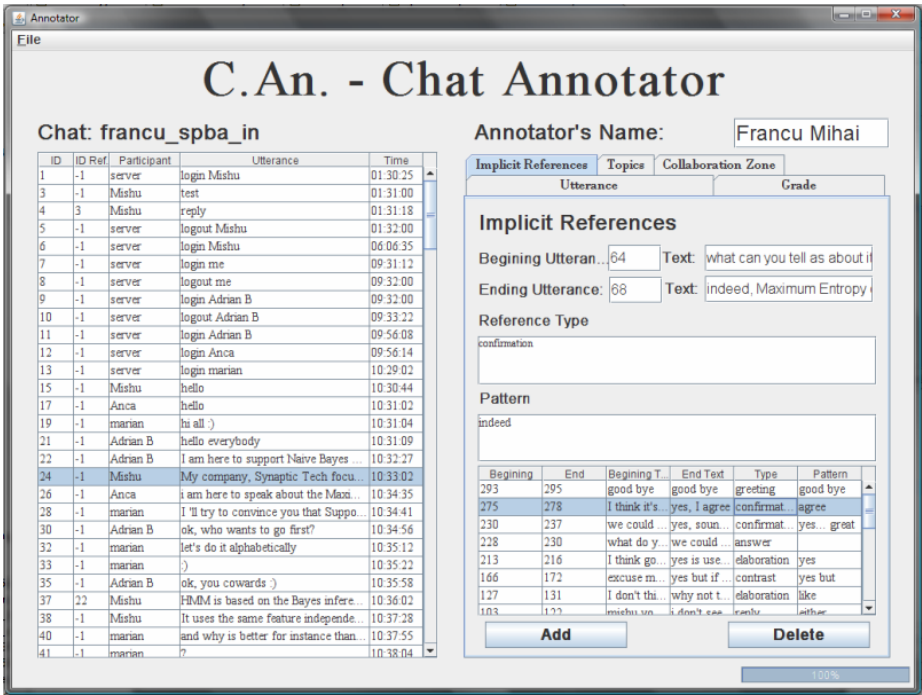 Annotator
File
C.An. - Chat Annotator
Chat: francu_spba_in
ID ID Ref. Participant Utterance Time
1 -1 server login Mishu 01:30:25
3 -1 Mishu test 01:31:00
4 3 Mishu reply 01:31:18
5 -1 server logout Mishu 01:32:00
6 -1 server login Mishu 06:06:35
7 -1 server login me 09:31:12
8 -1 server logout me 09:32:00
9 -1 server login Adrian B 09:32:00
10 -1 server logout Adrian B 09:33:22
11 -1 server login Adrian B 09:56:08
12 -1 server login Anca 09:56:14
13 -1 server login marian 10:29:02
15 -1 Mishu hello 10:30:44
17 -1 Anca hello 10:31:02
19 -1 marian hi all :) 10:31:04
21 -1 Adrian B hello everybody 10:31:09
22 -1 Adrian B I am here to support Naive Bayes ... 10:32:27
24 -1 Mishu My company, Synaptic Tech focu... 10:33:02
26 -1 Anca i am here to speak about the Maxi... 10:34:35
28 -1 marian I 'll try to convince you that Suppo... 10:34:41
30 -1 Adrian B ok, who wants to go first? 10:34:56
32 -1 marian let's do it alphabetically 10:35:12
33 -1 marian :) 10:35:22
35 -1 Adrian B ok, you cowards :) 10:35:58
37 22 Mishu HMM is based on the Bayes infere... 10:36:02
38 -1 Mishu It uses the same feature independe... 10:37:28
40 -1 marian and why is better for instance than... 10:37:55
41 -1 marian ? 10:38:04
Annotator's Name: Francu Mihai
Implicit References Topics Collaboration Zone
Utterance Grade
Implicit References
Begining Utteran... 64 Text: what can you tell as about it
Ending Utterance: 68 Text: indeed, Maximum Entropy
Reference Type
confirmation
Pattern
indeed
Begining End Begining T... End Text Type Pattern
293 295 good bye good bye greeting good bye
275 278 I think it's... yes, I agree confirmat... agree
230 237 we could ... yes, soun... confirmat... yes... great
228 230 what do y... we could ... answer
213 216 I think go... yes is use... elaboration yes
166 172 excuse m... yes but if ... contrast yes but
127 131 I don't thi... why not t... elaboration like
103 122 mishu yo... i don't see... reply either
Add Delete
100%